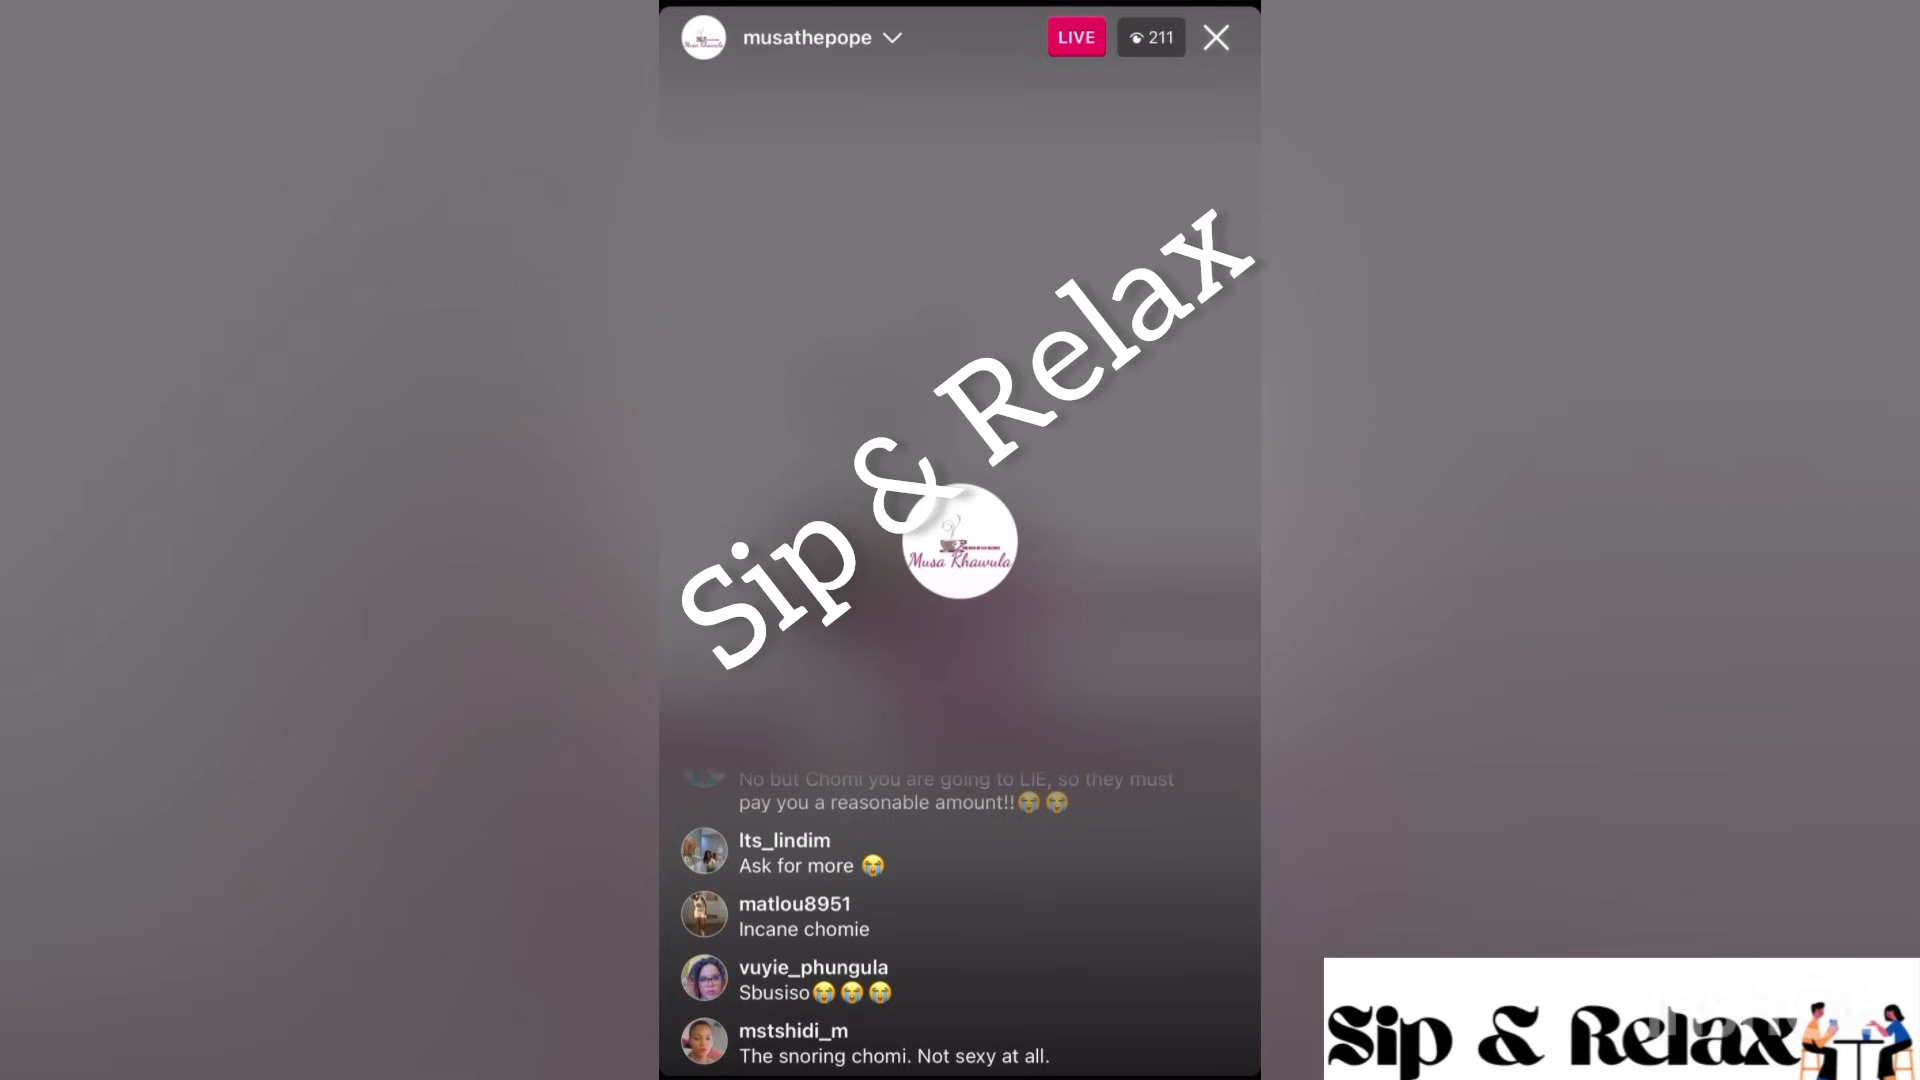 musathepope
LIVE
211
Sip & Relax
Musa Khawula
No but Chomi you are going to LIE, so they must
pay you a reasonable amount!!😭😭
lts_lindim
Ask for more 😭
matlou8951
Incane chomie
vuyie_phungula
Sbusiso😭😭😭
mstshidi_m
The snoring chomi. Not sexy at all.
Sip & Relax